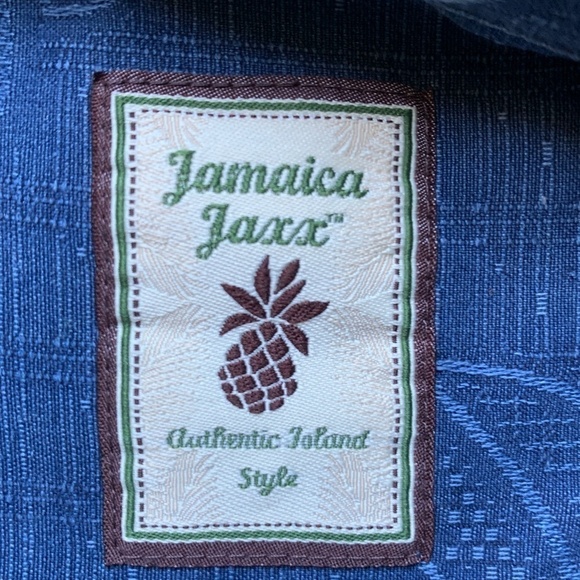 Jamaica
Jaxx™
Authentic Island
Style